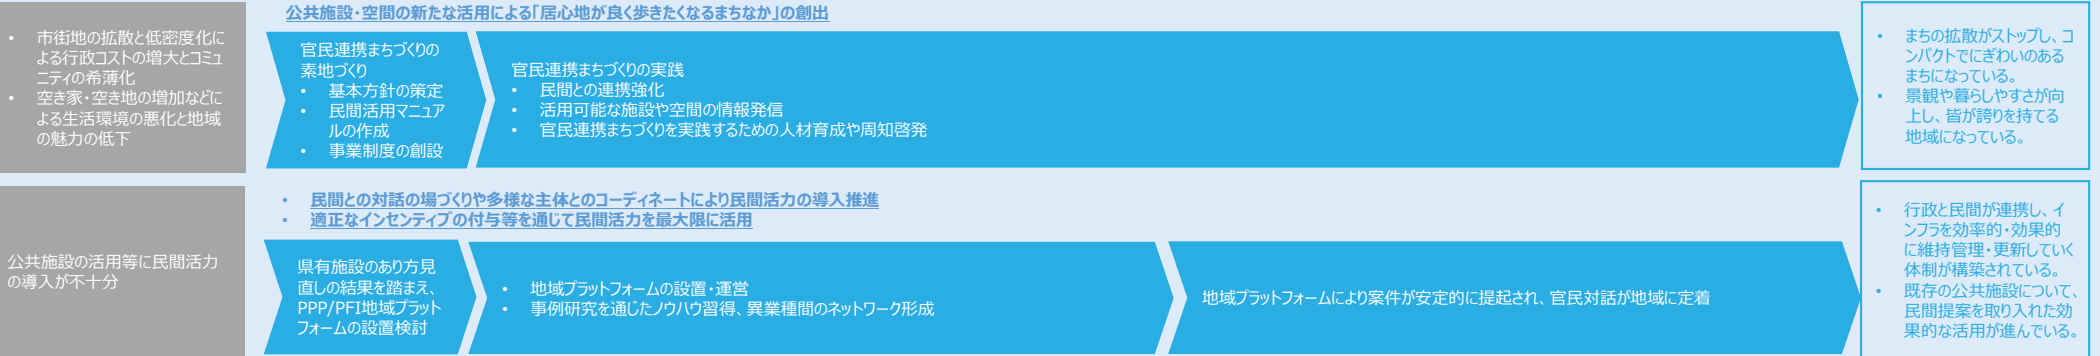 • 市街地の拡散と低密度化に
よる行政コストの増大とコミュ
ニティの希薄化
• 空き家・空き地の増加などに
よる生活環境の悪化と地域
の魅力の低下
公共施設・空間の新たな活用による「居心地が良く歩きたくなるまちなか」の創出
官民連携まちづくりの
素地づくり
• 基本方針の策定
• 民間活用マニュア
ルの作成
• 事業制度の創設
官民連携まちづくりの実践
• 民間との連携強化
• 活用可能な施設や空間の情報発信
• 官民連携まちづくりを実践するための人材育成や周知啓発
• まちの拡散がストップし、コ
ンパクトでにぎわいのある
まちになっている。
• 景観や暮らしやすさが向
上し、皆が誇りを持てる
地域になっている。
公共施設の活用等に民間活力
の導入が不十分
• 民間との対話の場づくりや多様な主体とのコーディネートにより民間活力の導入推進
• 適正なインセンティブの付与等を通じて民間活力を最大限に活用
県有施設のあり方見
直しの結果を踏まえ、
PPP/PFI地域プラット
フォームの設置検討
• 地域プラットフォームの設置・運営
• 事例研究を通じたノウハウ習得、異業種間のネットワーク形成
地域プラットフォームにより案件が安定的に提起され、官民対話が地域に定着
• 行政と民間が連携し、イ
ンフラを効率的・効果的
に維持管理・更新していく
体制が構築されている。
• 既存の公共施設について、
民間提案を取り入れた効
果的な活用が進んでいる。